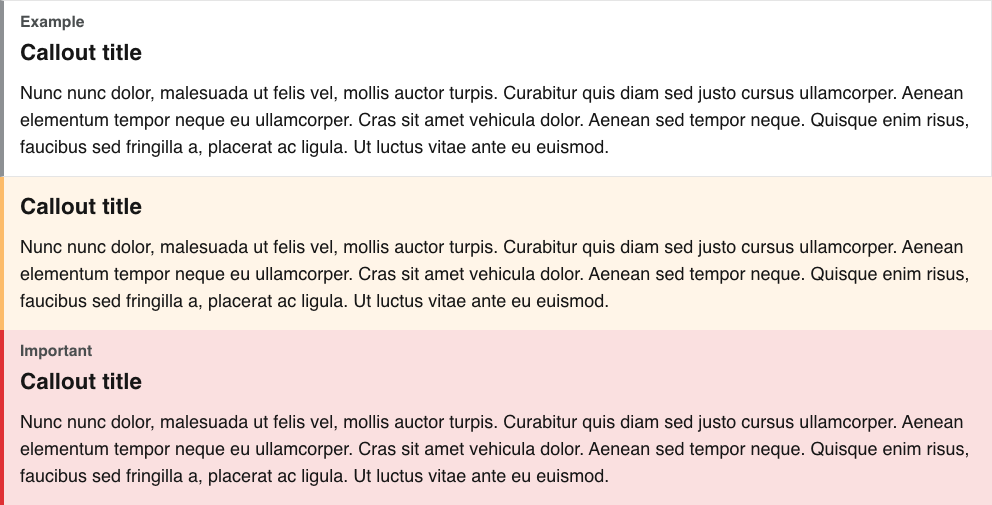 Example
Callout title
Nunc nunc dolor, malesuada ut felis vel, mollis auctor turpis. Curabitur quis diam sed justo cursus ullamcorper. Aenean
elementum tempor neque eu ullamcorper. Cras sit amet vehicula dolor. Aenean sed tempor neque. Quisque enim risus,
faucibus sed fringilla a, placerat ac ligula. Ut luctus vitae ante eu euismod.
Callout title
Nunc nunc dolor, malesuada ut felis vel, mollis auctor turpis. Curabitur quis diam sed justo cursus ullamcorper. Aenean
elementum tempor neque eu ullamcorper. Cras sit amet vehicula dolor. Aenean sed tempor neque. Quisque enim risus,
faucibus sed fringilla a, placerat ac ligula. Ut luctus vitae ante eu euismod.
Important
Callout title
Nunc nunc dolor, malesuada ut felis vel, mollis auctor turpis. Curabitur quis diam sed justo cursus ullamcorper. Aenean
elementum tempor neque eu ullamcorper. Cras sit amet vehicula dolor. Aenean sed tempor neque. Quisque enim risus,
faucibus sed fringilla a, placerat ac ligula. Ut luctus vitae ante eu euismod.